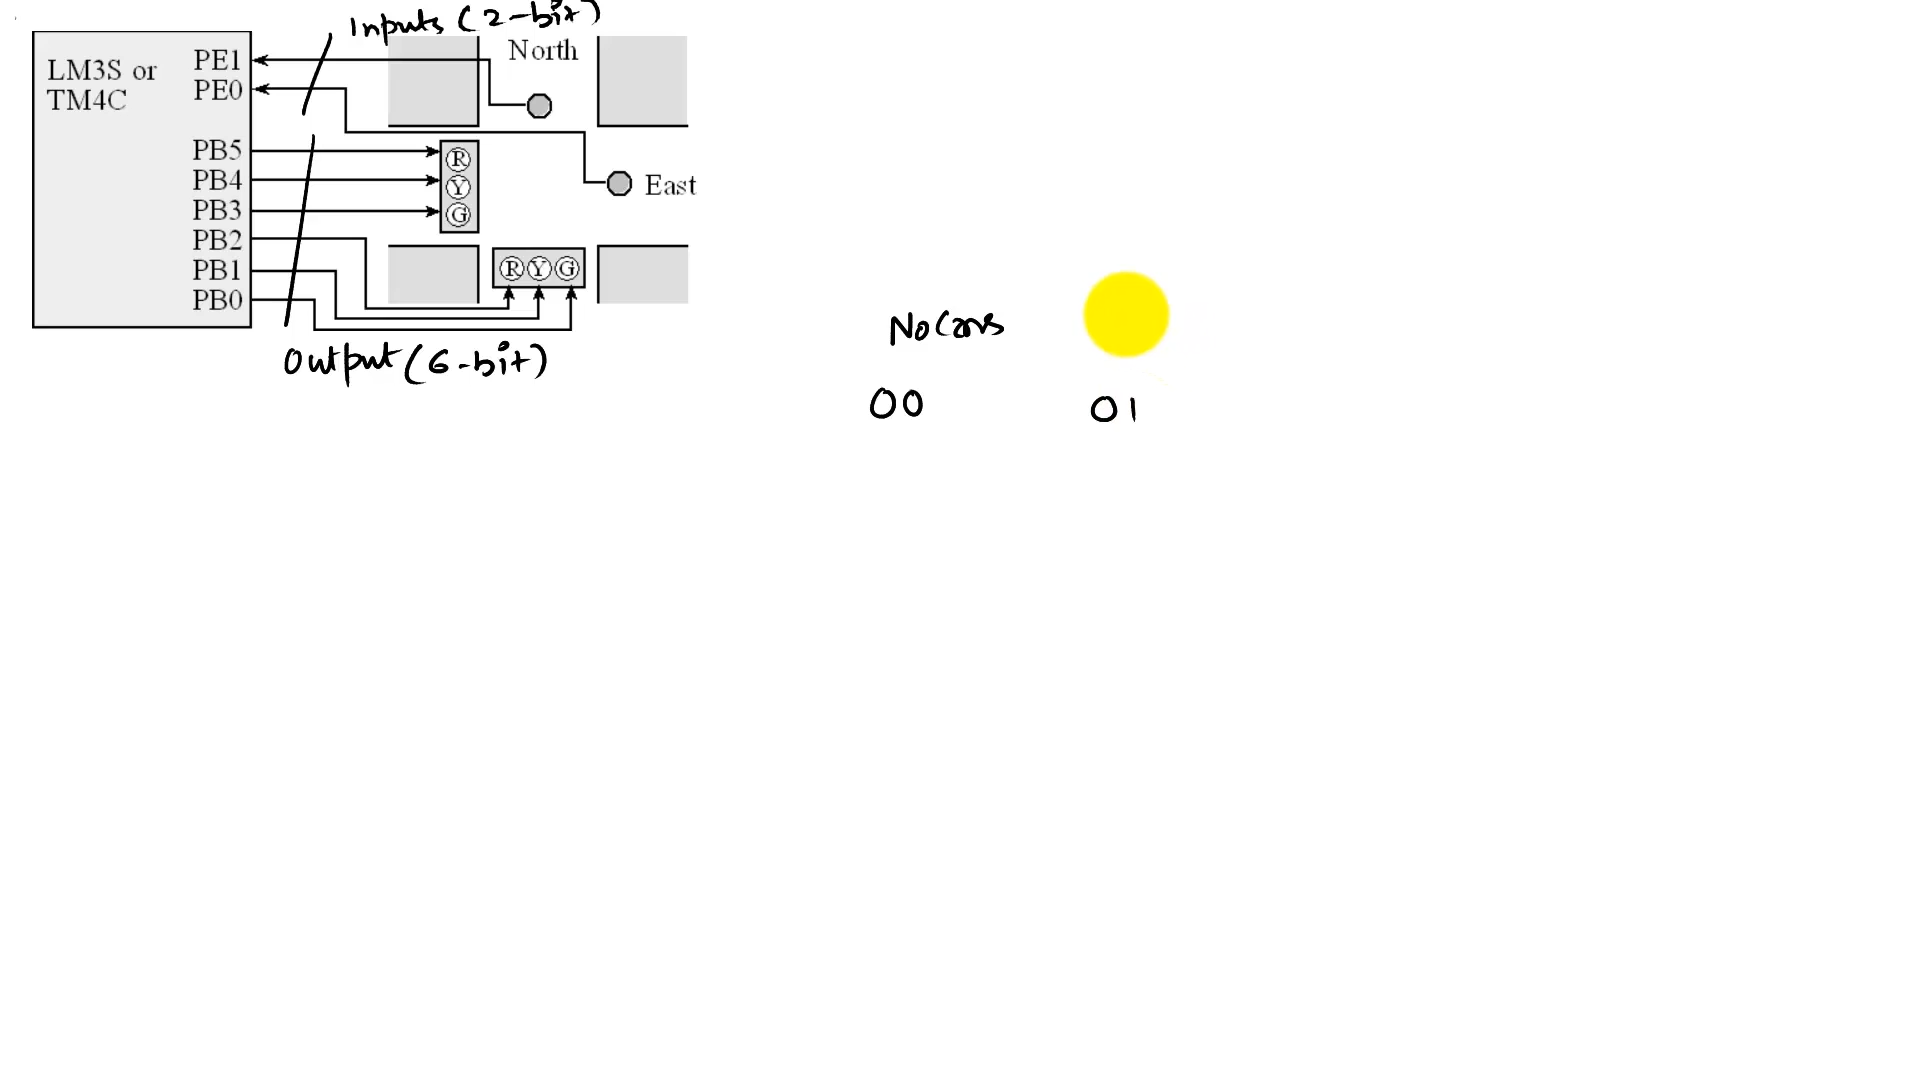 Inputs (2-bit)
North
LM3S or
TM4C
PE1
PE0
PB5
PB4
PB3
PB2
PB1
PB0
R
Y
G
East
R Y G
Output (6-bit)
No Cars
00 01